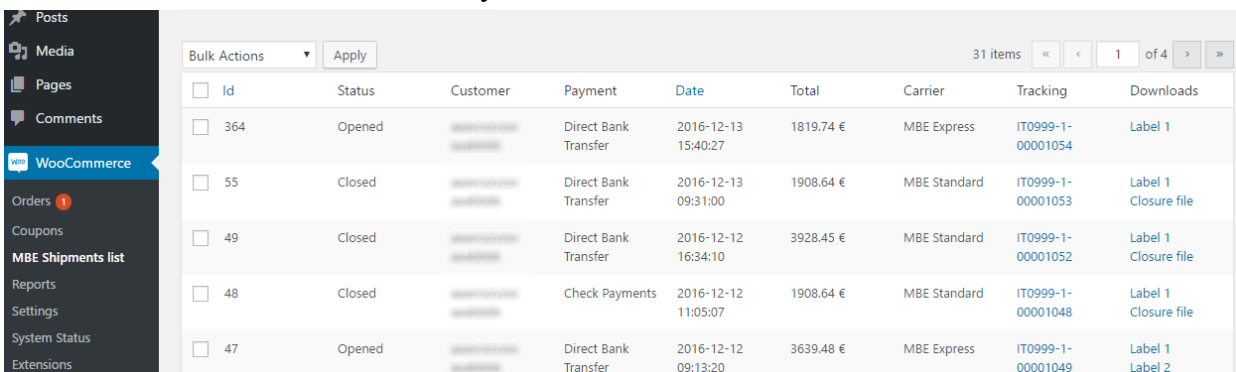 Posts
Media
Pages
Comments
WooCommerce
Orders 1
Coupons
MBE Shipments list
Reports
Settings
System Status
Extensions
Bulk Actions Apply 31 items « ‹ 1 of 4 › »
Id Status Customer Payment Date Total Carrier Tracking Downloads
364 Opened Direct Bank 2016-12-13 1819.74 € MBE Express IT0999-1- Label 1
Transfer 15:40:27 00001054
55 Closed Direct Bank 2016-12-13 1908.64 € MBE Standard IT0999-1- Label 1
Transfer 09:31:00 00001053 Closure file
49 Closed Direct Bank 2016-12-12 3928.45 € MBE Standard IT0999-1- Label 1
Transfer 16:34:10 00001052 Closure file
48 Closed Check Payments 2016-12-12 1908.64 € MBE Standard IT0999-1- Label 1
11:05:07 00001048 Closure file
47 Opened Direct Bank 2016-12-12 3639.48 € MBE Express IT0999-1- Label 1
Transfer 09:13:20 00001049 Label 2